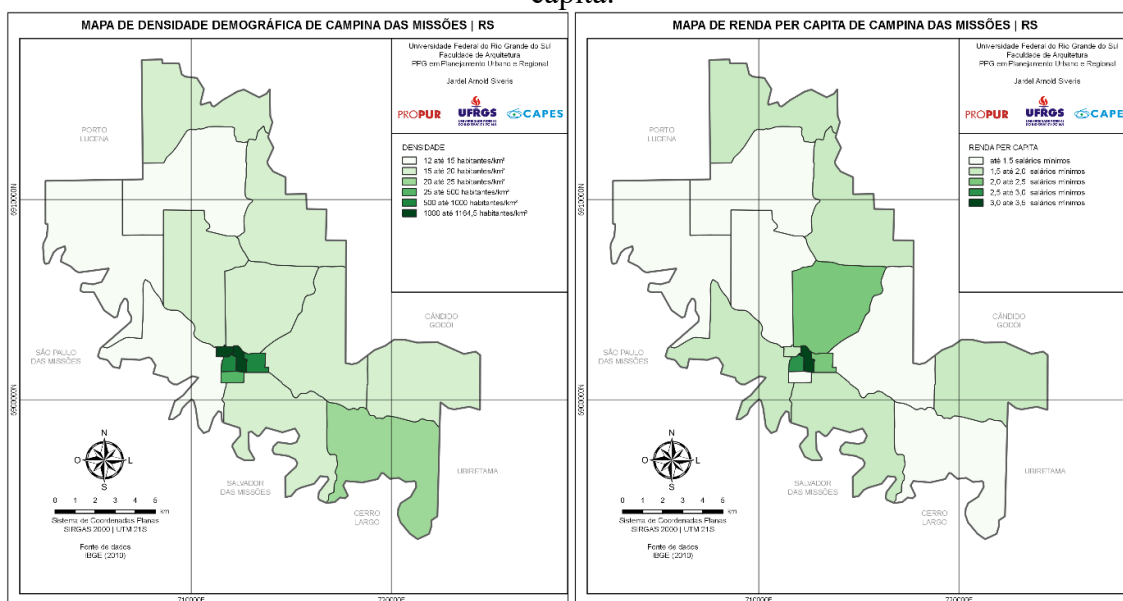 capita.
MAPA DE DENSIDADE DEMOGRÁFICA DE CAMPINA DAS MISSÕES | RS
Universidade Federal do Rio Grande do Sul
Faculdade de Arquitetura
PPG em Planejamento Urbano e Regional
Jardel Arnold Siveris
PROPUR
UFRGS
CAPES
DENSIDADE
12 até 15 habitantes/km²
15 até 20 habitantes/km²
20 até 25 habitantes/km²
25 até 500 habitantes/km²
500 até 1000 habitantes/km²
1000 até 1164,5 habitantes/km²
PORTO
LUCENA
6910000N
CÂNDIDO
GODÓI
SÃO PAULO
DAS MISSÕES
6900000N
N
O
L
S
UBIRETAMA
SALVADOR
DAS MISSÕES
0 1 2 3 4 5
km
CERRO
LARGO
Sistema de Coordenadas Planas
SIRGAS 2000 | UTM 21S
Fonte de dados
IBGE (2010)
710000E
720000E
MAPA DE RENDA PER CAPITA DE CAMPINA DAS MISSÕES | RS
Universidade Federal do Rio Grande do Sul
Faculdade de Arquitetura
PPG em Planejamento Urbano e Regional
Jardel Arnold Siveris
PROPUR
UFRGS
CAPE
RENDA PER CAPITA
até 1,5 salários mínimos
1,5 até 2,0 salários mínimos
2,0 até 2,5 salários mínimos
2,5 até 3,0 salários mínimos
3,0 até 3,5 salários mínimos
PORTO
LUCENA
6910000N
CÂNDIDO
GODÓI
SÃO PAULO
DAS MISSÕES
6900000N
N
O
L
S
UBIRETAMA
SALVADOR
DAS MISSÕES
0 1 2 3 4 5
km
CERRO
LARGO
Sistema de Coordenadas Planas
SIRGAS 2000 | UTM 21S
Fonte de dados
IBGE (2010)
710000E
720000E